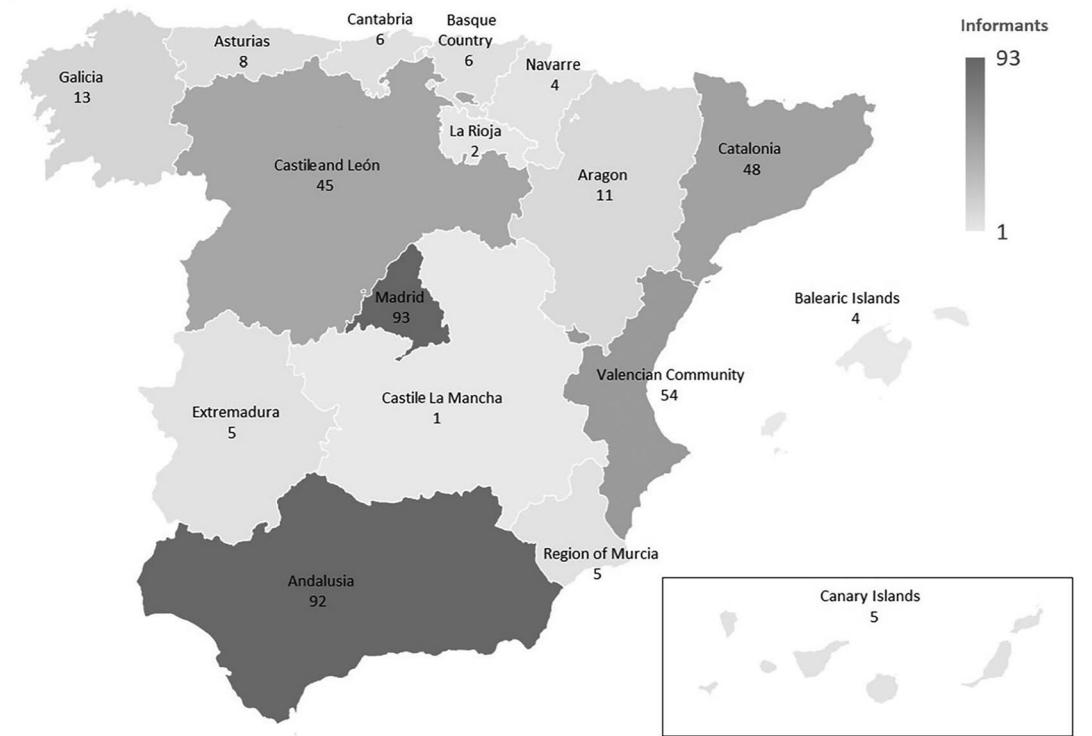 Cantabria
6
Basque
Country
6
Informants
93
1
Asturias
8
Navarre
4
Galicia
13
La Rioja
2
Catalonia
48
Castileand León
45
Aragon
11
Madrid
93
Balearic Islands
4
Valencian Community
54
Castile La Mancha
1
Extremadura
5
Region of Murcia
5
Andalusia
92
Canary Islands
5